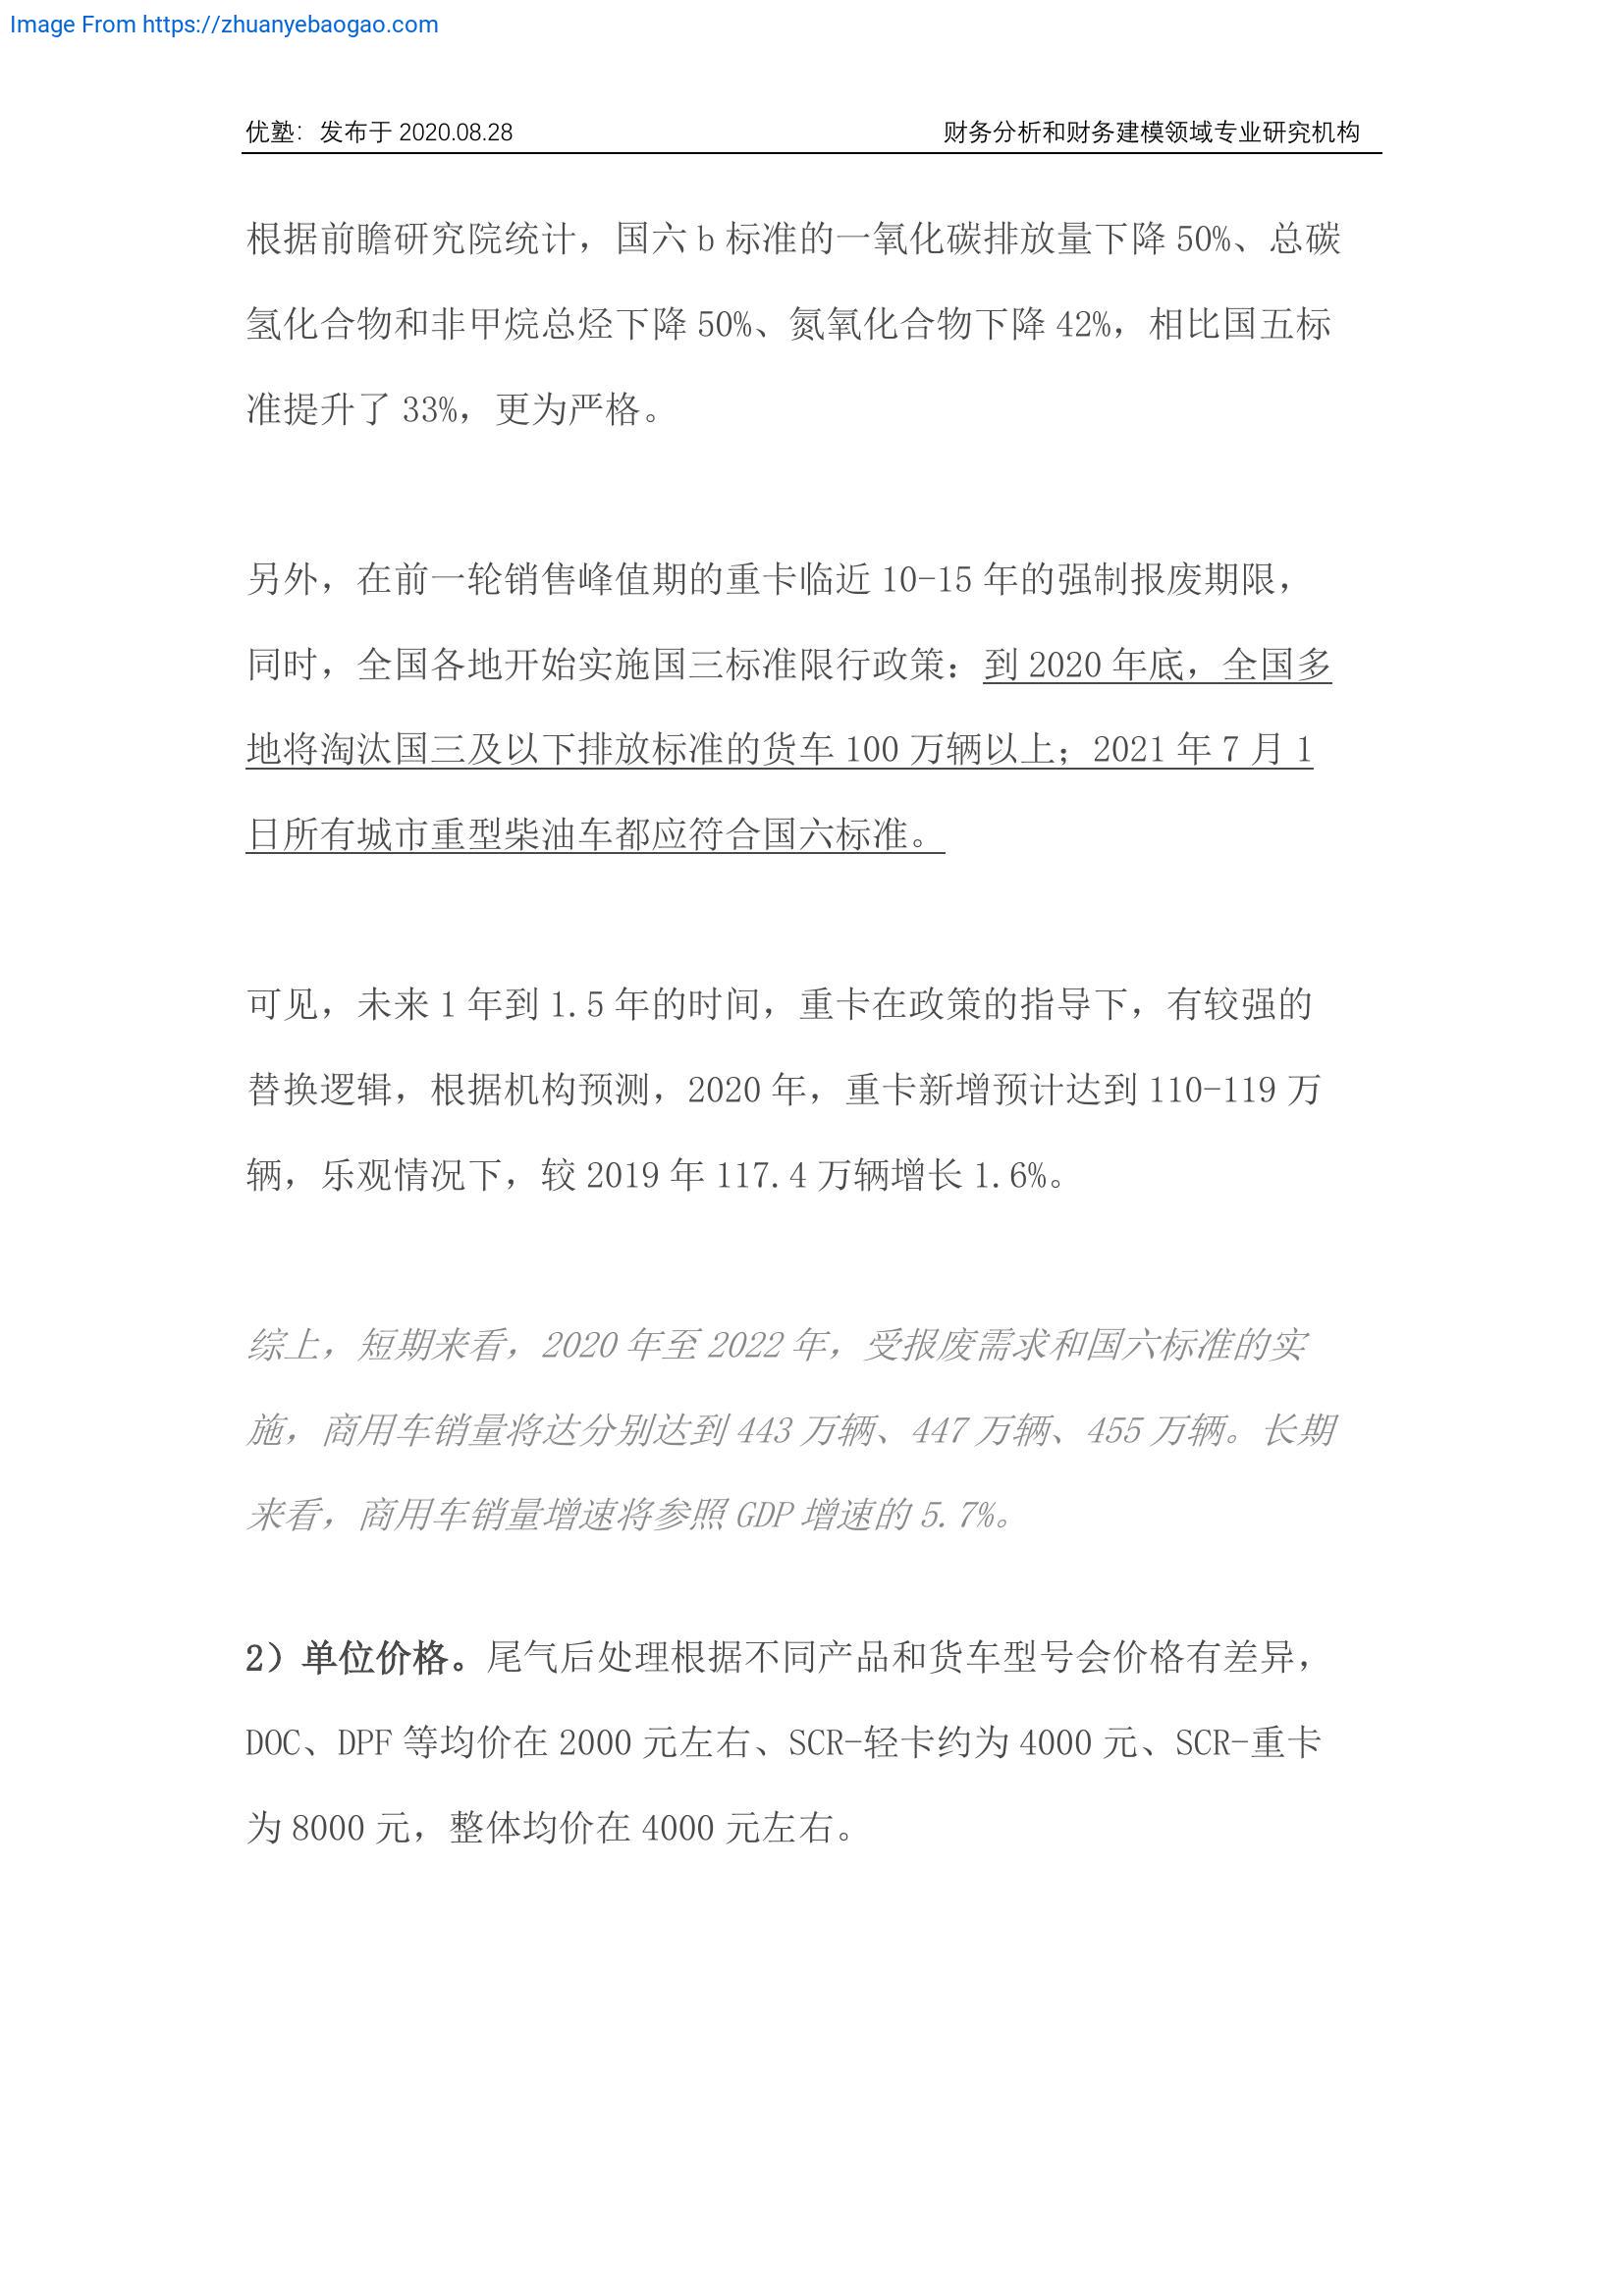 Image From https://zhuanyebaogao.com
优塾：发布于 2020.08.28 财务分析和财务建模领域专业研究机构
根据前瞻研究院统计，国六 b 标准的一氧化碳排放量下降 50%、总碳
氢化合物和非甲烷总烃下降 50%、氮氧化合物下降 42%，相比国五标
准提升了 33%，更为严格。
另外，在前一轮销售峰值期的重卡临近 10-15 年的强制报废期限，
同时，全国各地开始实施国三标准限行政策：到 2020 年底，全国多
地将淘汰国三及以下排放标准的货车 100 万辆以上；2021 年 7 月 1
日所有城市重型柴油车都应符合国六标准。
可见，未来 1 年到 1.5 年的时间，重卡在政策的指导下，有较强的
替换逻辑，根据机构预测，2020 年，重卡新增预计达到 110-119 万
辆，乐观情况下，较 2019 年 117.4 万辆增长 1.6%。
综上，短期来看，2020 年至 2022 年，受报废需求和国六标准的实
施，商用车销量将达分别达到 443 万辆、447 万辆、455 万辆。长期
来看，商用车销量增速将参照 GDP 增速的 5.7%。
2）单位价格。尾气后处理根据不同产品和货车型号会价格有差异，
DOC、DPF 等均价在 2000 元左右、SCR-轻卡约为 4000 元、SCR-重卡
为 8000 元，整体均价在 4000 元左右。